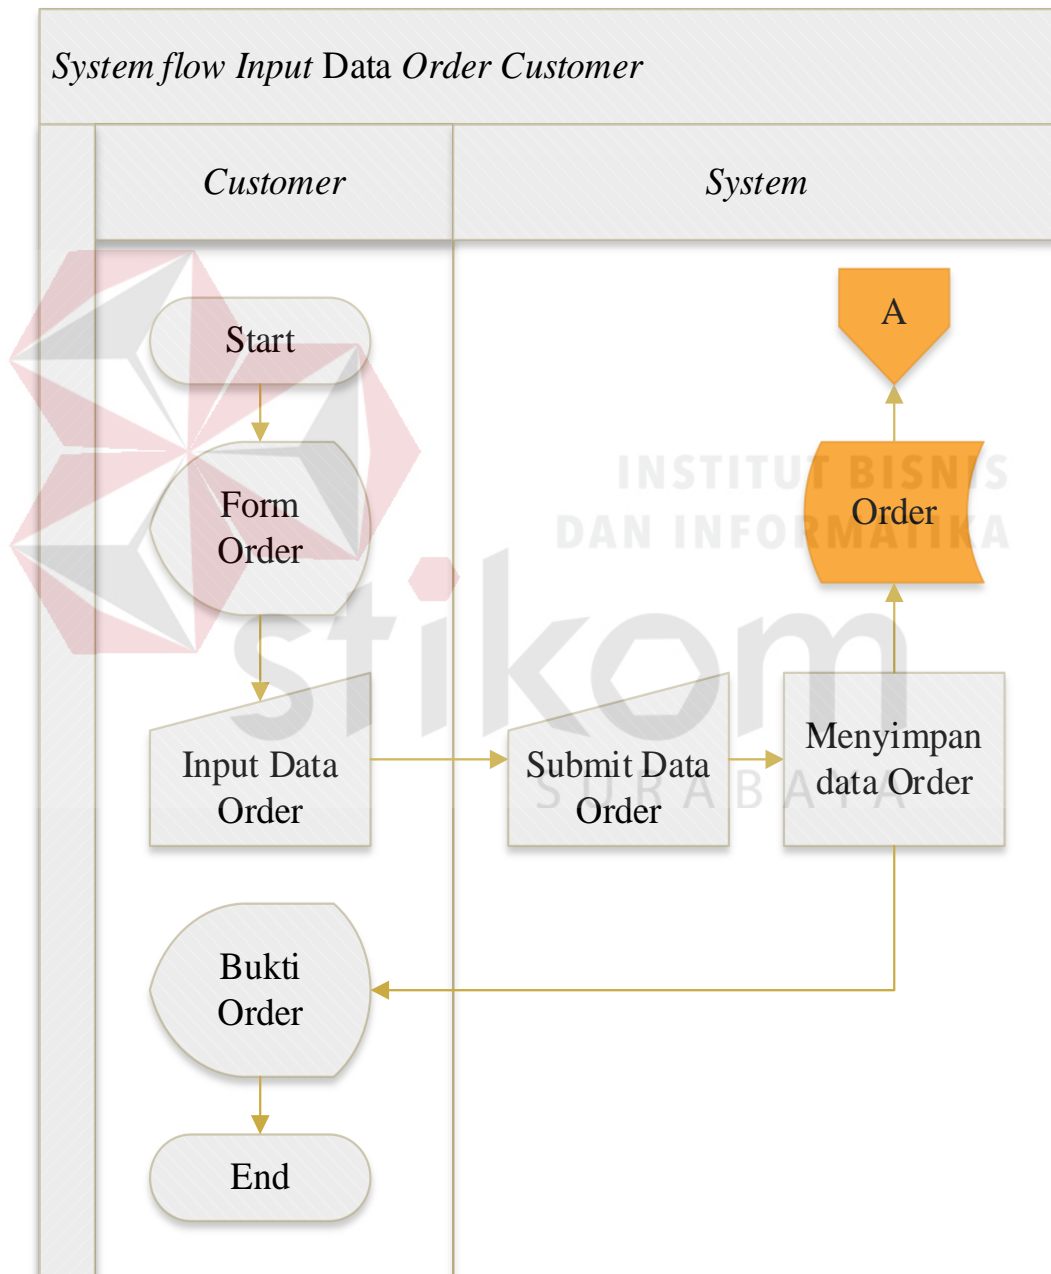 System flow Input Data Order Customer
Customer
System
Start
A
Form
Order
Order
INSTITUT BISNIS
DAN INFORMATIKA
stikom
SURABAYA
Input Data
Order
Submit Data
Order
Menyimpan
data Order
Bukti
Order
End